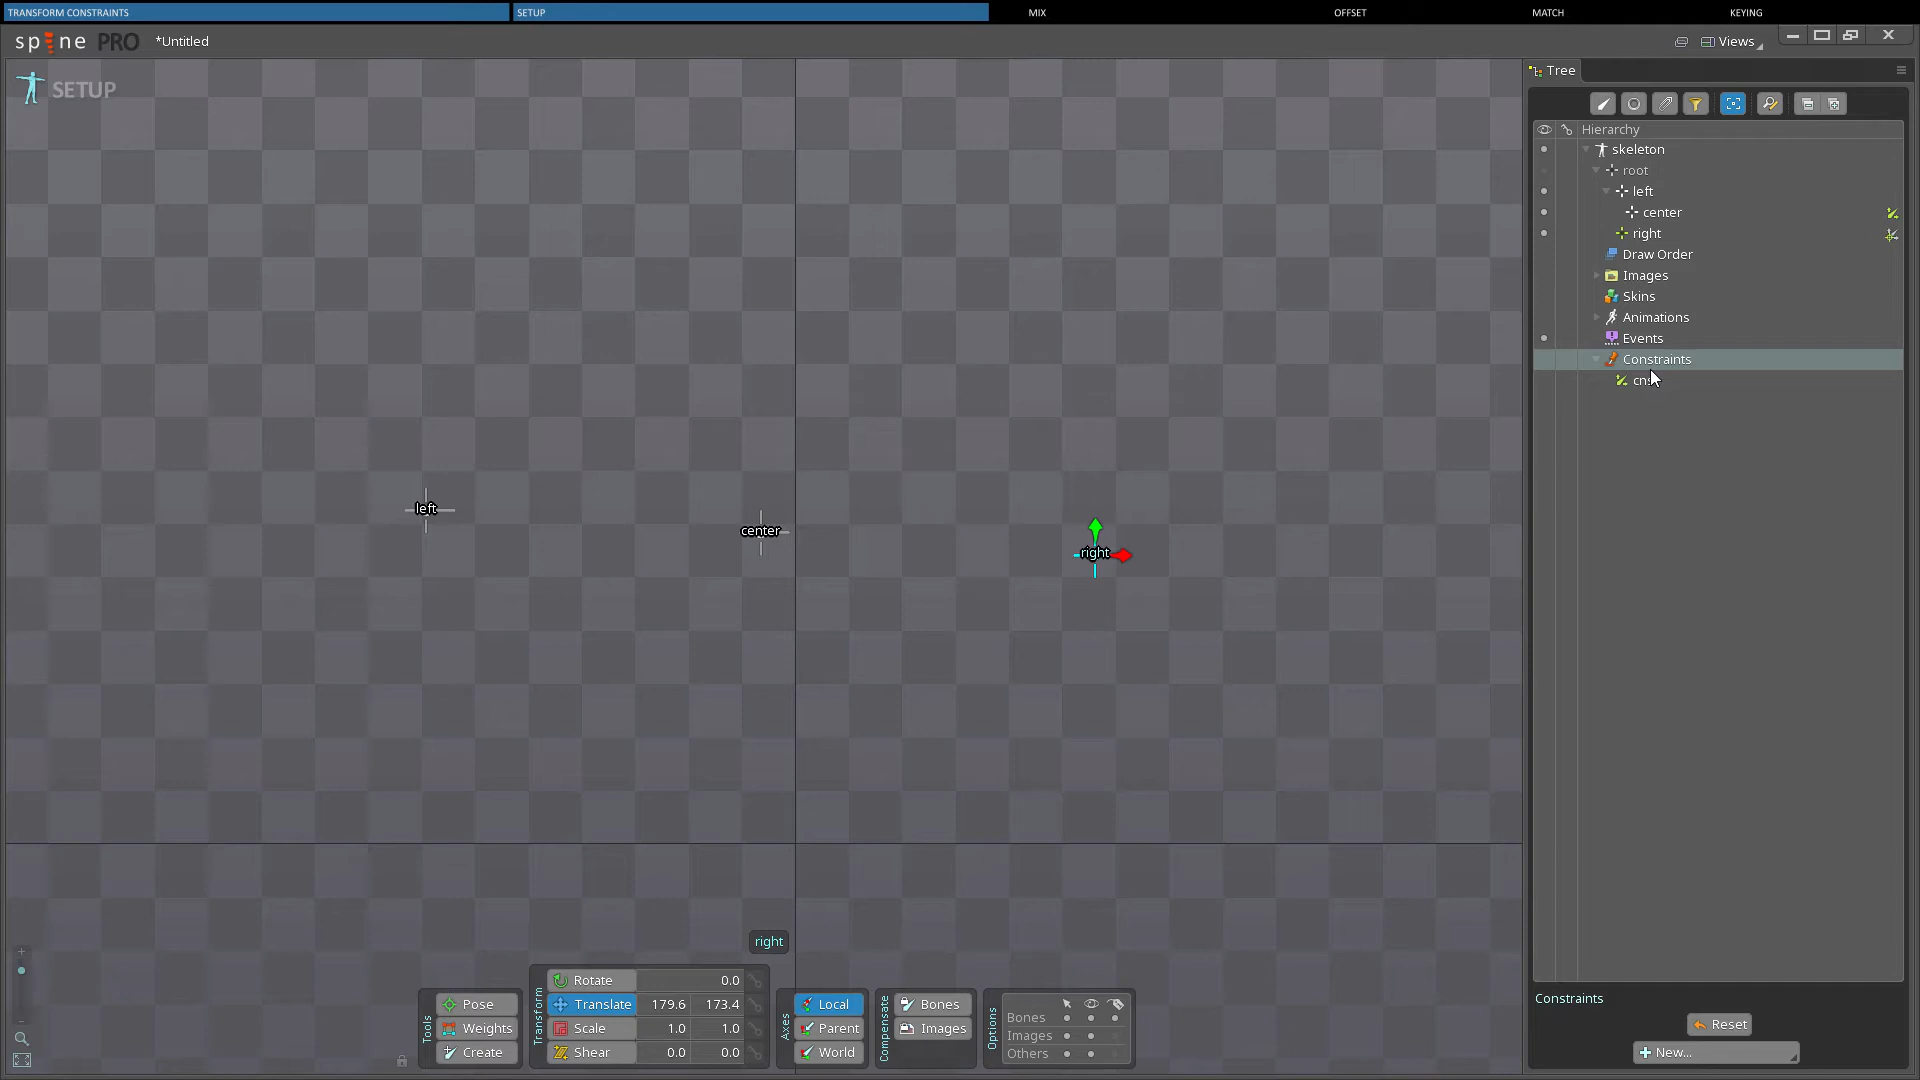 TRANSFORM CONSTRAINTS
SETUP
MIX
OFFSET
MATCH
KEYING
spine PRO
*Untitled
Views
SETUP
Tree
Hierarchy
skeleton
root
left
center
right
Draw Order
Images
Skins
Animations
Events
Constraints
left
center
right
right
Tools
Pose
Weights
Create
Transform
Rotate 0.0
Translate 179.6 173.4
Scale 1.0 1.0
Shear 0.0 0.0
Axes
Local
Parent
World
Compensate
Bones
Images
Options
Bones
Images
Others
Constraints
Reset
New...